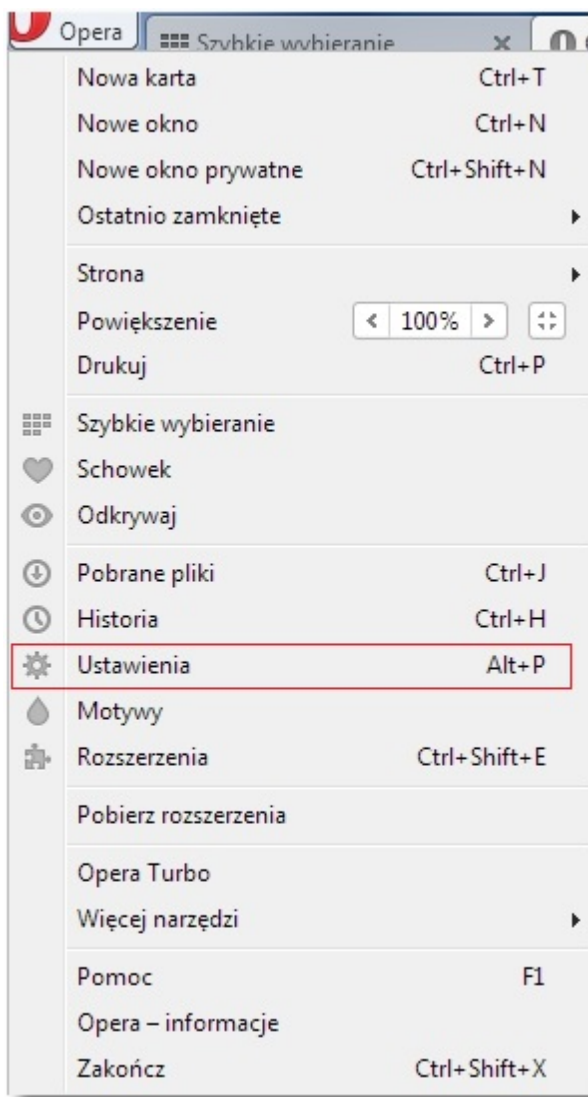 Opera
Szybkie wybieranie
Nowa karta Ctrl+T
Nowe okno Ctrl+N
Nowe okno prywatne Ctrl+Shift+N
Ostatnio zamknięte
Strona
Powiększenie 100%
Drukuj Ctrl+P
Szybkie wybieranie
Schowek
Odkrywaj
Pobrane pliki Ctrl+J
Historia Ctrl+H
Ustawienia Alt+P
Motywy
Rozszerzenia Ctrl+Shift+E
Pobierz rozszerzenia
Opera Turbo
Więcej narzędzi
Pomoc F1
Opera – informacje
Zakończ Ctrl+Shift+X